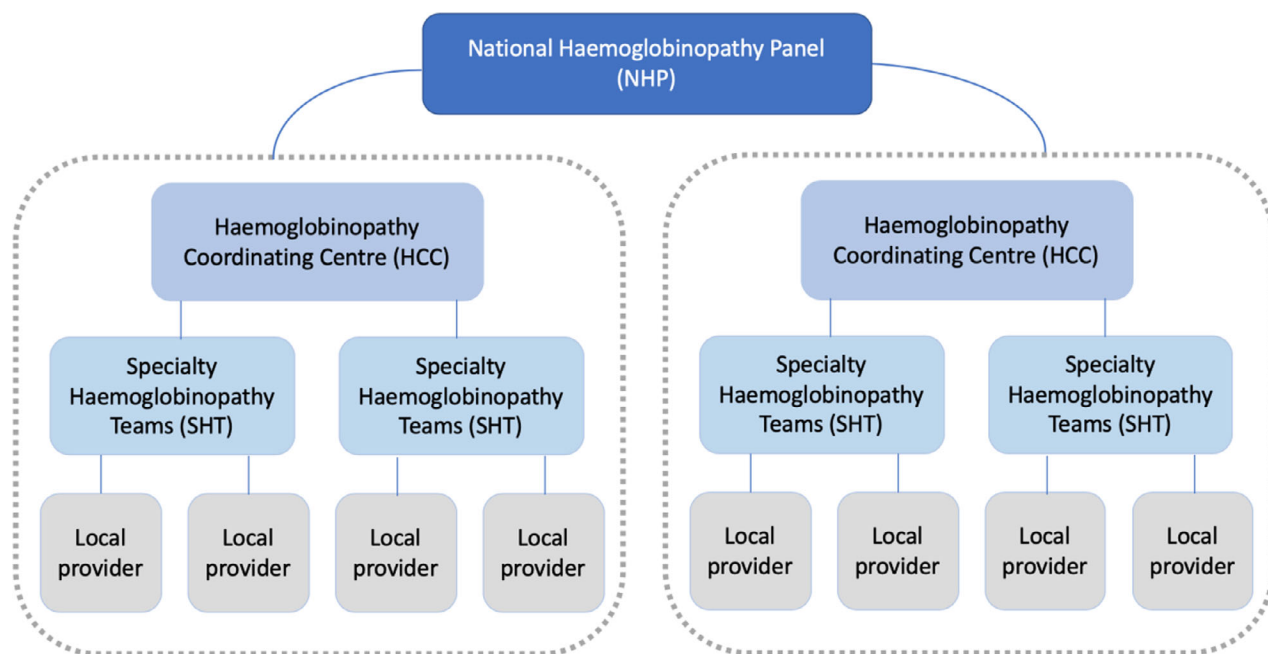 National Haemoglobinopathy Panel
(NHP)
Haemoglobinopathy
Coordinating Centre (HCC)
Haemoglobinopathy
Coordinating Centre (HCC)
Specialty
Haemoglobinopathy
Teams (SHT)
Specialty
Haemoglobinopathy
Teams (SHT)
Specialty
Haemoglobinopathy
Teams (SHT)
Specialty
Haemoglobinopathy
Teams (SHT)
Local
provider
Local
provider
Local
provider
Local
provider
Local
provider
Local
provider
Local
provider
Local
provider